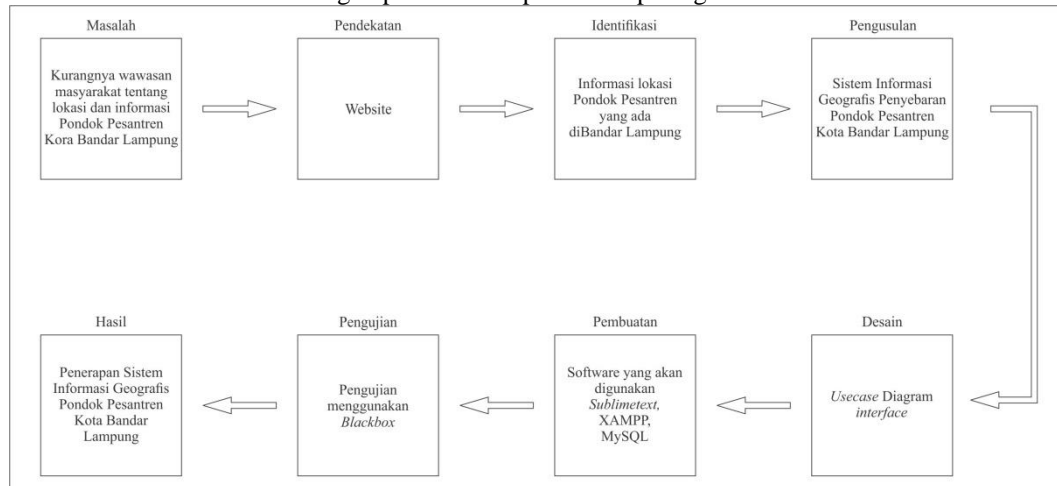 Masalah
Kurangnya wawasan
masyarakat tentang
lokasi dan informasi
Pondok Pesantren
Kora Bandar Lampung
Pendekatan
Website
Identifikasi
Informasi lokasi
Pondok Pesantren
yang ada
diBandar Lampung
Pengusulan
Sistem Informasi
Geografis Penyebaran
Pondok Pesantren
Kota Bandar Lampung
Desain
Usecase Diagram
interface
Pembuatan
Software yang akan
digunakan
Sublimetext,
XAMPP,
MySQL
Pengujian
Pengujian
menggunakan
Blackbox
Hasil
Penerapan Sistem
Informasi Geografis
Pondok Pesantren
Kota Bandar
Lampung